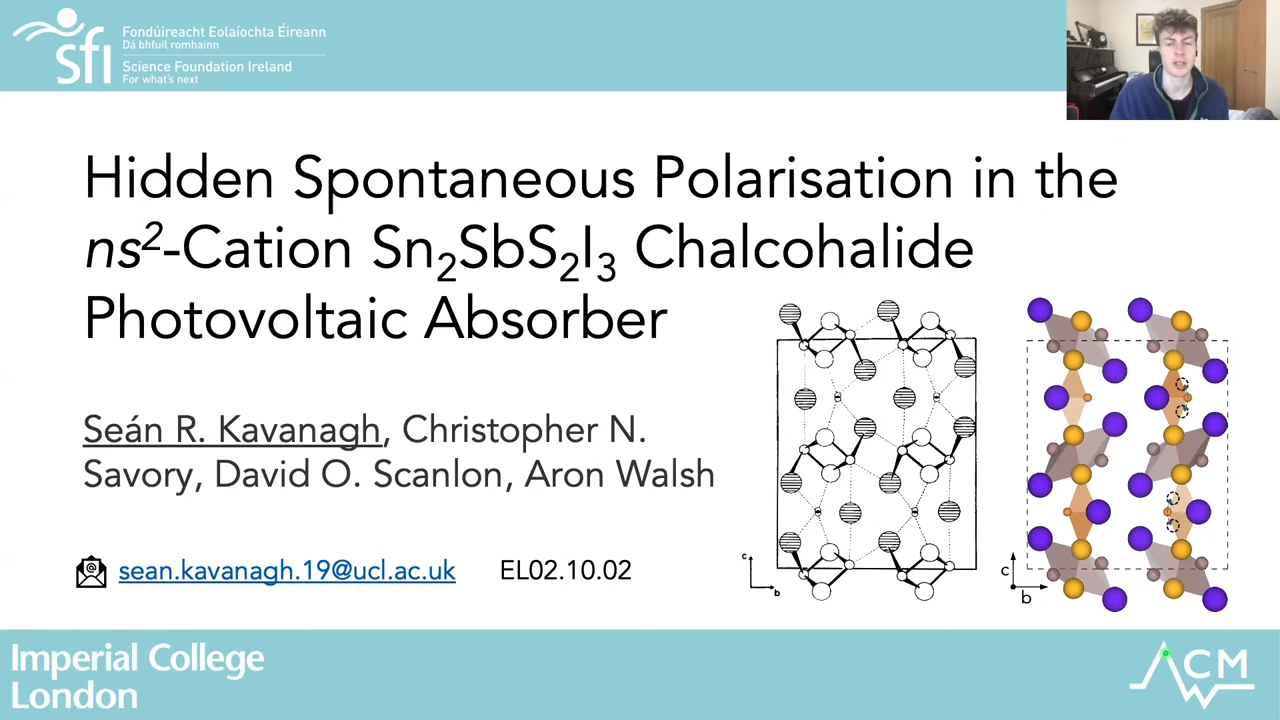 sfi
Fondúireacht Eolaíochta Éireann
Dá bhfuil romhainn
Science Foundation Ireland
For what's next
Hidden Spontaneous Polarisation in the
ns²-Cation Sn₂SbS₂I₃ Chalcohalide
Photovoltaic Absorber
Seán R. Kavanagh, Christopher N.
Savory, David O. Scanlon, Aron Walsh
@ sean.kavanagh.19@ucl.ac.uk EL02.10.02
c
b
c
b
Imperial College
London
ACMW